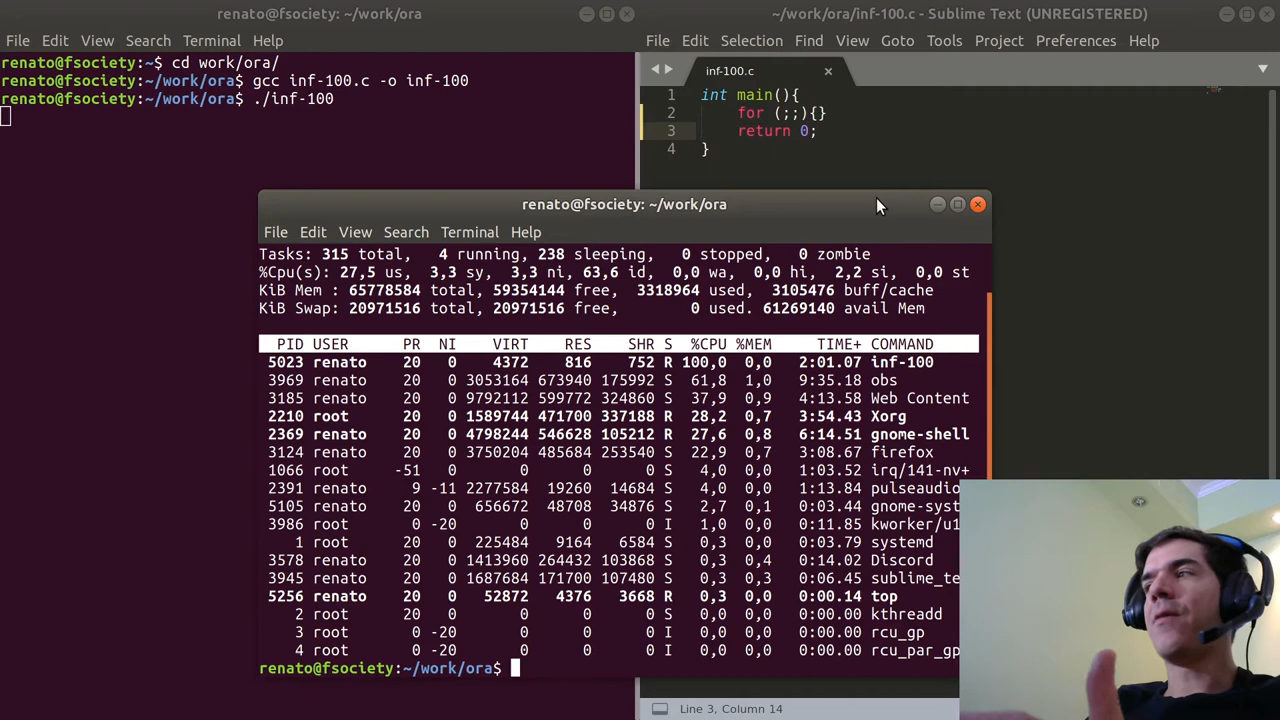 renato@fsociety: ~/work/ora
File Edit View Search Terminal Help
renato@fsociety:~$ cd work/ora/
renato@fsociety:~/work/ora$ gcc inf-100.c -o inf-100
renato@fsociety:~/work/ora$ ./inf-100
~/work/ora/inf-100.c - Sublime Text (UNREGISTERED)
File Edit Selection Find View Goto Tools Project Preferences Help
inf-100.c
1 int main(){
2 for (;;){}
3 return 0;
4 }
renato@fsociety: ~/work/ora
File Edit View Search Terminal Help
Tasks: 315 total, 4 running, 238 sleeping, 0 stopped, 0 zombie
%Cpu(s): 27,5 us, 3,3 sy, 3,3 ni, 63,6 id, 0,0 wa, 0,0 hi, 2,2 si, 0,0 st
KiB Mem : 65778584 total, 59354144 free, 3318964 used, 3105476 buff/cache
KiB Swap: 20971516 total, 20971516 free, 0 used. 61269140 avail Mem
PID USER PR NI VIRT RES SHR S %CPU %MEM TIME+ COMMAND
5023 renato 20 0 4372 816 752 R 100,0 0,0 2:01.07 inf-100
3969 renato 20 0 3053164 673940 175992 S 61,8 1,0 9:35.18 obs
3185 renato 20 0 9792112 599772 324860 S 37,9 0,9 4:13.58 Web Content
2210 root 20 0 1589744 471700 337188 R 28,2 0,7 3:54.43 Xorg
2369 renato 20 0 4798244 546628 105212 R 27,6 0,8 6:14.51 gnome-shell
3124 renato 20 0 3750204 485684 253540 S 22,9 0,7 3:08.67 firefox
1066 root -51 0 0 0 0 S 4,0 0,0 1:03.52 irq/141-nv+
2391 renato 9 -11 2277584 19260 14684 S 4,0 0,0 1:13.84 pulseaudio
5105 renato 20 0 656672 48708 34876 S 2,7 0,1 0:03.44 gnome-syst
3986 root 0 -20 0 0 0 I 1,0 0,0 0:11.85 kworker/u1
1 root 20 0 225484 9164 6584 S 0,3 0,0 0:03.79 systemd
3578 renato 20 0 1413960 264432 103868 S 0,3 0,4 0:14.02 Discord
3945 renato 20 0 1687684 171700 107480 S 0,3 0,3 0:06.45 sublime_te
5256 renato 20 0 52872 4376 3668 R 0,3 0,0 0:00.14 top
2 root 20 0 0 0 0 S 0,0 0,0 0:00.00 kthreadd
3 root 0 -20 0 0 0 I 0,0 0,0 0:00.00 rcu_gp
4 root 0 -20 0 0 0 I 0,0 0,0 0:00.00 rcu_par_gp
renato@fsociety:~/work/ora$
Line 3, Column 14